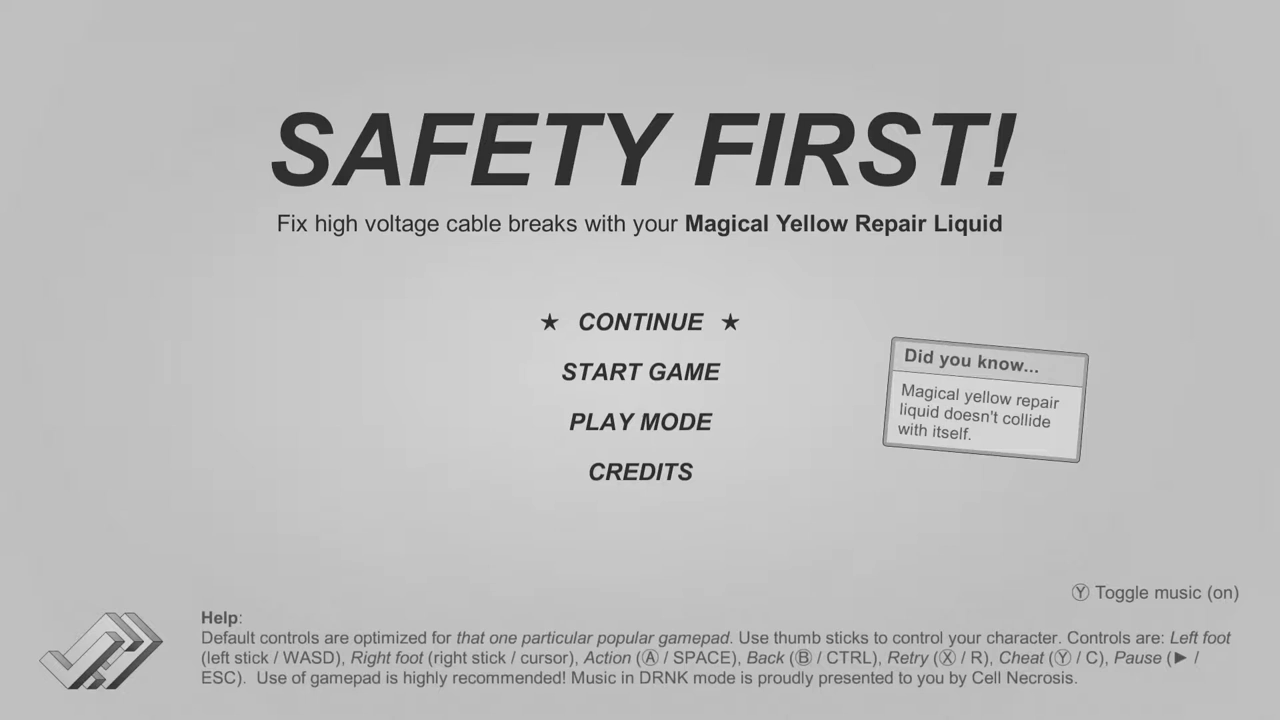 SAFETY FIRST!
Fix high voltage cable breaks with your Magical Yellow Repair Liquid
★ CONTINUE ★
START GAME
PLAY MODE
CREDITS
Did you know...
Magical yellow repair
liquid doesn't collide
with itself.
Ⓨ Toggle music (on)
Help:
Default controls are optimized for that one particular popular gamepad. Use thumb sticks to control your character. Controls are: Left foot
(left stick / WASD), Right foot (right stick / cursor), Action (Ⓐ / SPACE), Back (Ⓑ / CTRL), Retry (Ⓧ / R), Cheat (Ⓨ / C), Pause (► /
ESC).  Use of gamepad is highly recommended! Music in DRNK mode is proudly presented to you by Cell Necrosis.